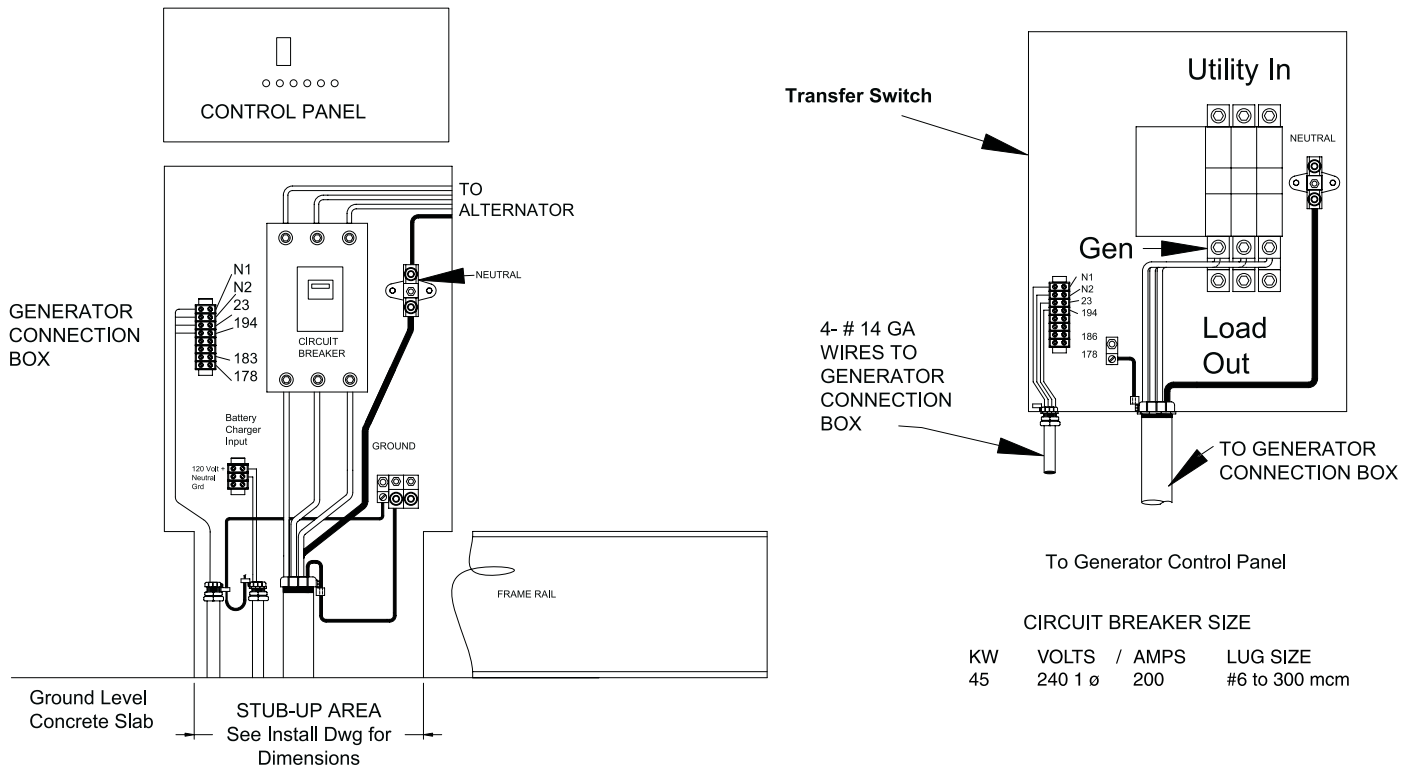 CONTROL PANEL
TO
ALTERNATOR
NEUTRAL
N1
N2
23
194
183
178
GENERATOR
CONNECTION
BOX
CIRCUIT
BREAKER
Battery
Charger
Input
120 Volt +
Neutral
Grd
GROUND
FRAME RAIL
Ground Level
Concrete Slab
STUB-UP AREA
See Install Dwg for
Dimensions
Transfer Switch
Utility In
NEUTRAL
Gen
N1
N2
23
194
186
178
Load
Out
4- # 14 GA
WIRES TO
GENERATOR
CONNECTION
BOX
TO GENERATOR
CONNECTION BOX
To Generator Control Panel
CIRCUIT BREAKER SIZE
KW VOLTS / AMPS LUG SIZE
45 240 1 ø 200 #6 to 300 mcm